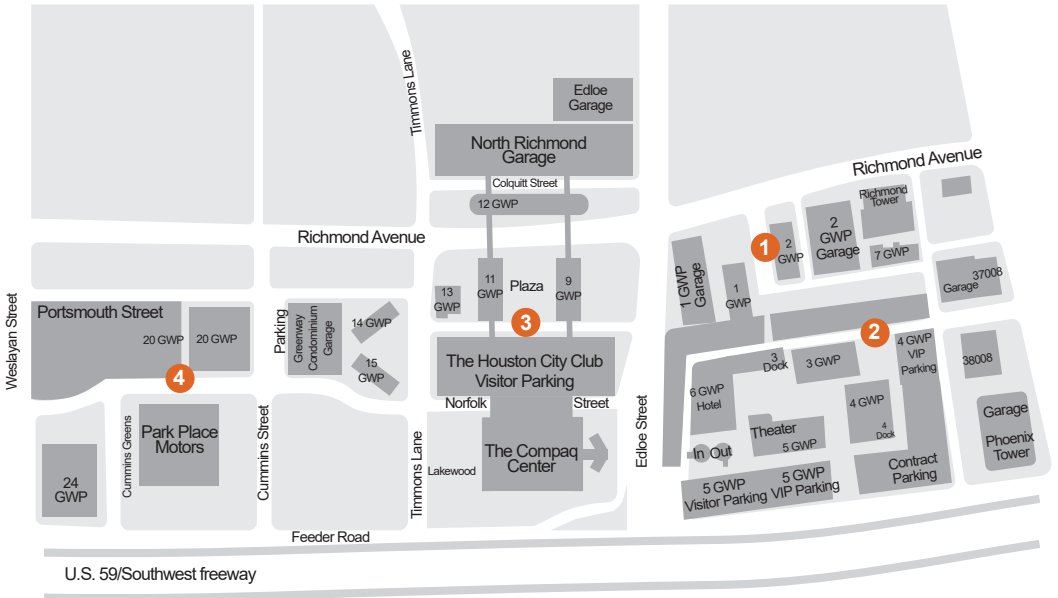 Timmons Lane
Edloe
Garage
North Richmond
Garage
Colquitt Street
12 GWP
Richmond Avenue
Richmond Avenue
Richmond
Tower
1
2
GWP
2
GWP
Garage
7 GWP
1 GWP
Garage
1
GWP
37008
Garage
Weslayan Street
Portsmouth Street
20 GWP
20 GWP
4
Parking
Greenway
Condominium
Garage
14 GWP
15
GWP
13
GWP
11
GWP
Plaza
9
GWP
3
The Houston City Club
Visitor Parking
Norfolk
Street
2
3
Dock
3 GWP
4 GWP
VIP
Parking
38008
6 GWP
Hotel
4 GWP
4
Dock
Theater
5 GWP
In
Out
5 GWP
Visitor Parking
5 GWP
VIP Parking
Contract
Parking
Garage
Phoenix
Tower
Edloe Street
The Compaq
Center
Lakewood
Timmons Lane
Park Place
Motors
Cummins Greens
Cummins Street
24
GWP
Feeder Road
U.S. 59/Southwest freeway